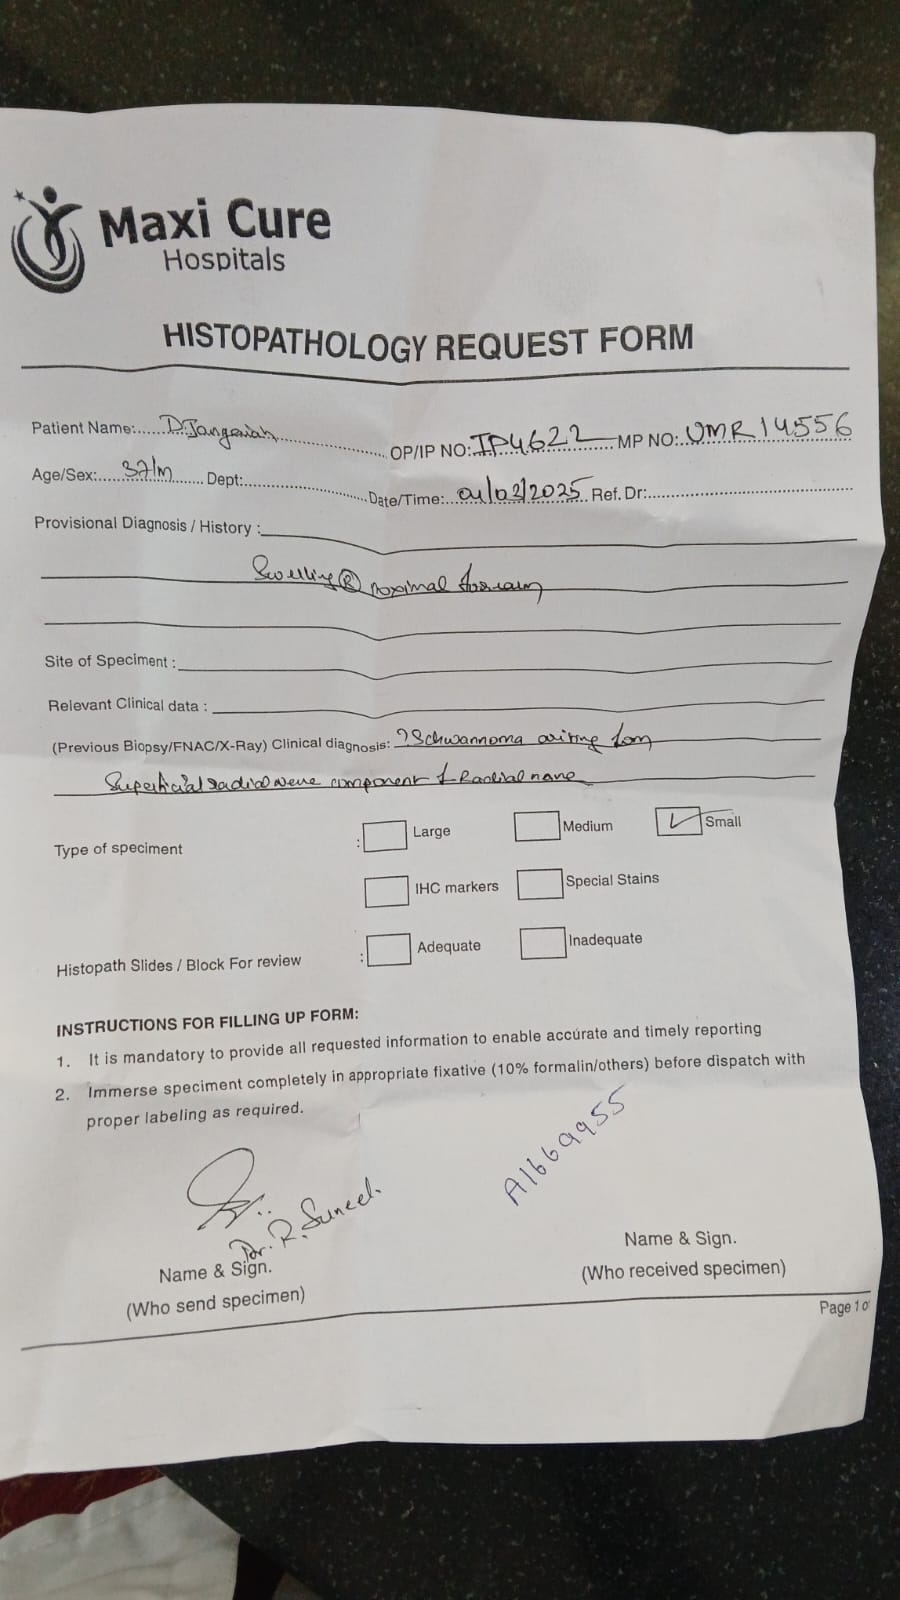 Maxi Cure
Hospitals
HISTOPATHOLOGY REQUEST FORM
Patient Name:..... D. Jangaiah ..... OP/IP NO: IP4622 MP NO: UMR14556
Age/Sex: 37/m Dept: ..... Date/Time: 01/02/2025 Ref. Dr: .....
Provisional Diagnosis / History :
Swelling Ⓡ proximal forearm
Site of Speciment :
Relevant Clinical data :
(Previous Biopsy/FNAC/X-Ray) Clinical diagnosis: ? Schwannoma arising from
Superficial radial nerve component of Radial nerve
Type of speciment : Large Medium Small
IHC markers Special Stains
Histopath Slides / Block For review : Adequate Inadequate
INSTRUCTIONS FOR FILLING UP FORM:
1. It is mandatory to provide all requested information to enable accurate and timely reporting
2. Immerse speciment completely in appropriate fixative (10% formalin/others) before dispatch with
proper labeling as required.
A1669955
Dr. R. Suneel
Name & Sign. Name & Sign.
(Who send specimen) (Who received specimen)
Page 1 o